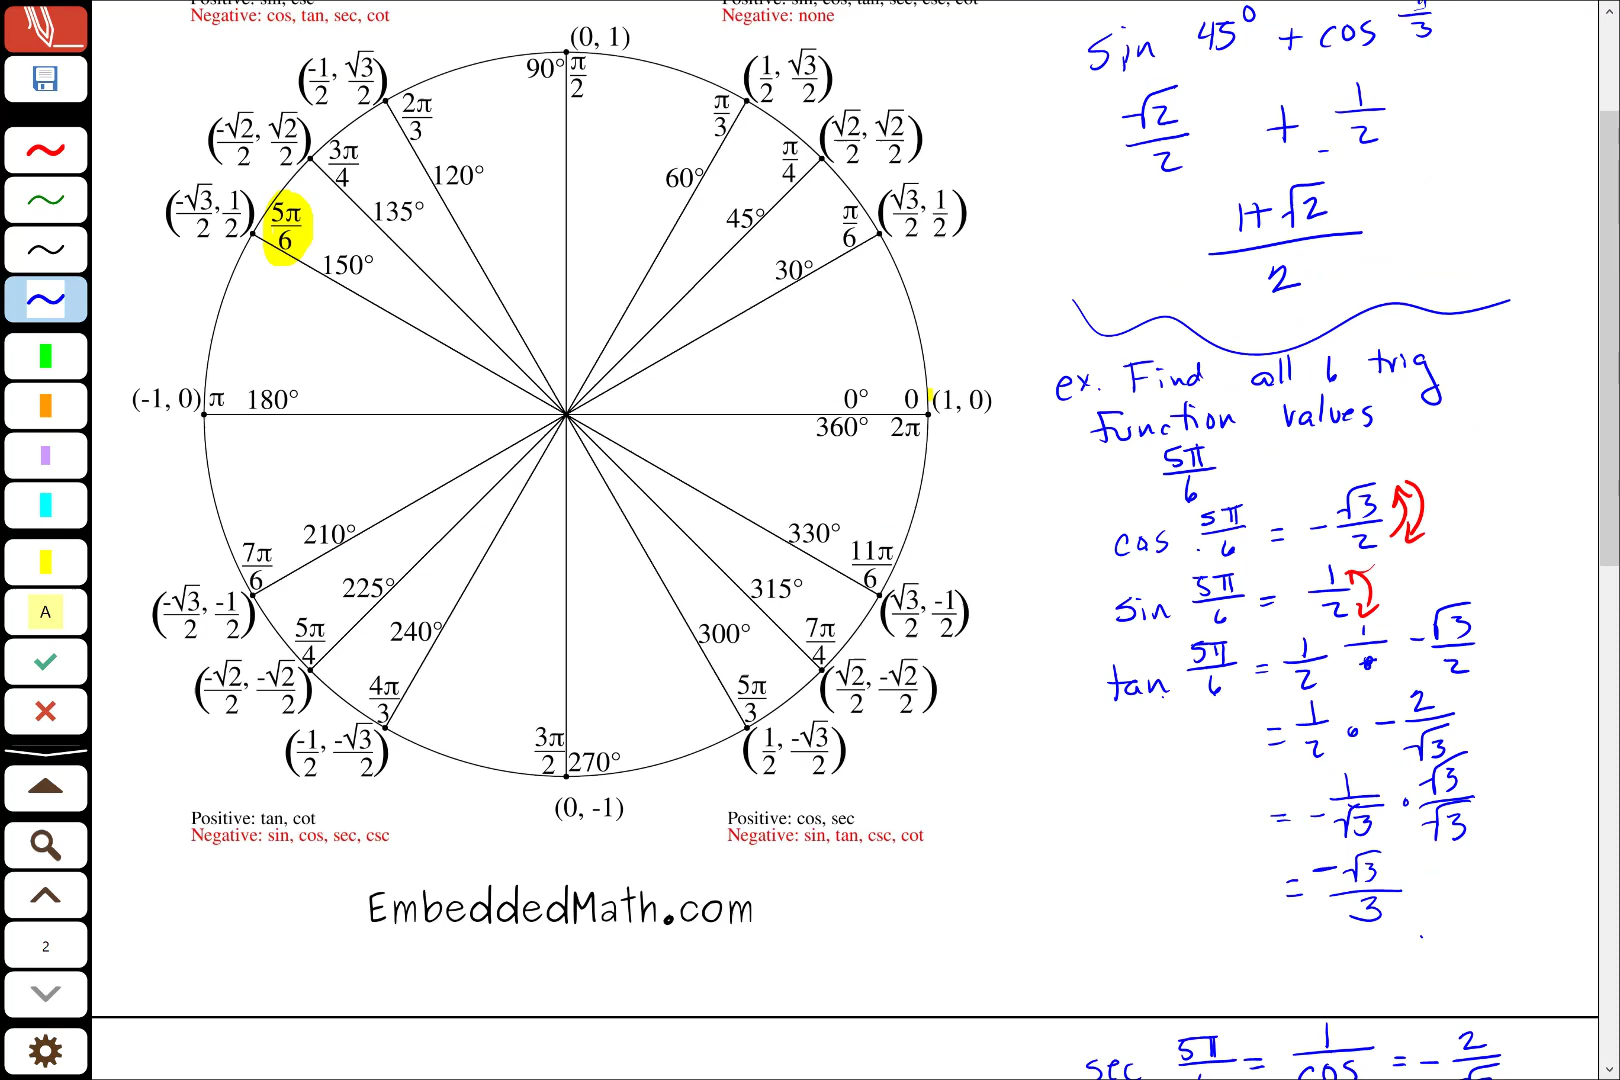 Negative: cos, tan, sec, cot
Negative: none
(0, 1)
90° π/2
(-1/2, √3/2)
2π/3
120°
(-√2/2, √2/2)
3π/4
135°
(-√3/2, 1/2)
5π/6
150°
(1/2, √3/2)
π/3
60°
(√2/2, √2/2)
π/4
45°
(√3/2, 1/2)
π/6
30°
(-1, 0) π 180°
0° 0 (1, 0)
360° 2π
210°
7π/6
(-√3/2, -1/2)
225°
5π/4
(-√2/2, -√2/2)
240°
4π/3
(-1/2, -√3/2)
3π/2 270°
(0, -1)
330°
11π/6
(√3/2, -1/2)
315°
7π/4
(√2/2, -√2/2)
300°
5π/3
(1/2, -√3/2)
Positive: tan, cot
Negative: sin, cos, sec, csc
Positive: cos, sec
Negative: sin, tan, csc, cot
EmbeddedMath.com
sin 45° + cos π/3
√2/2 + 1/2
1+√2/2
ex. Find all 6 trig
function values
5π/6
cos 5π/6 = -√3/2
sin 5π/6 = 1/2
tan 5π/6 = 1/2 ÷ -√3/2
= 1/2 • -2/√3
= -1/√3 • √3/√3
= -√3/3
sec 5π = 1/cos = -2/√
A
2